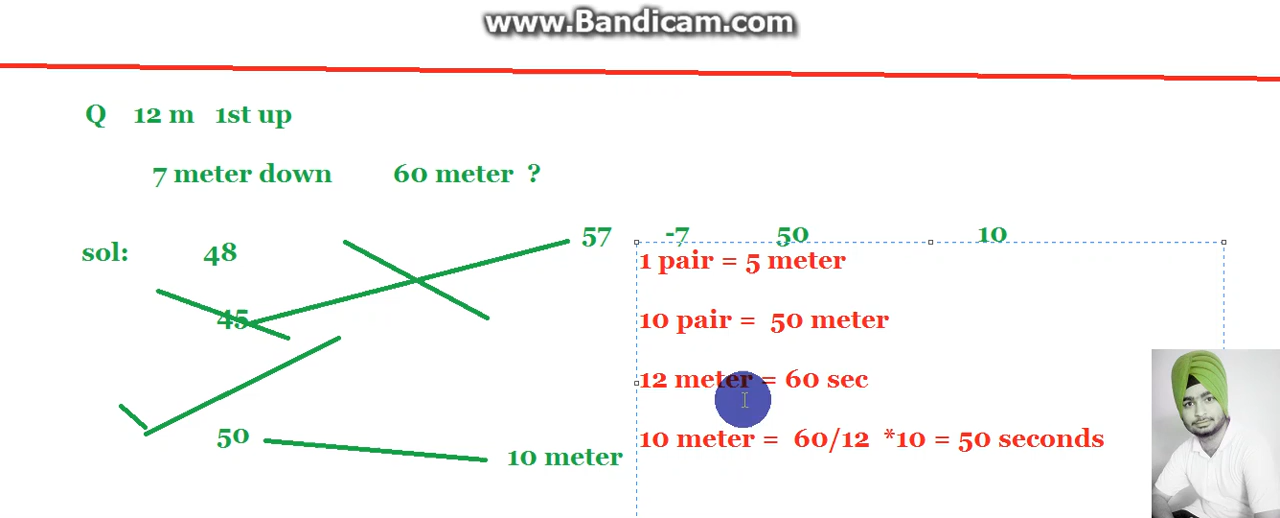 www.Bandicam.com
Q 12 m 1st up
7 meter down 60 meter ?
57 -7 50 10
sol: 48
1 pair = 5 meter
45
10 pair = 50 meter
12 meter = 60 sec
50
10 meter
10 meter = 60/12 *10 = 50 seconds